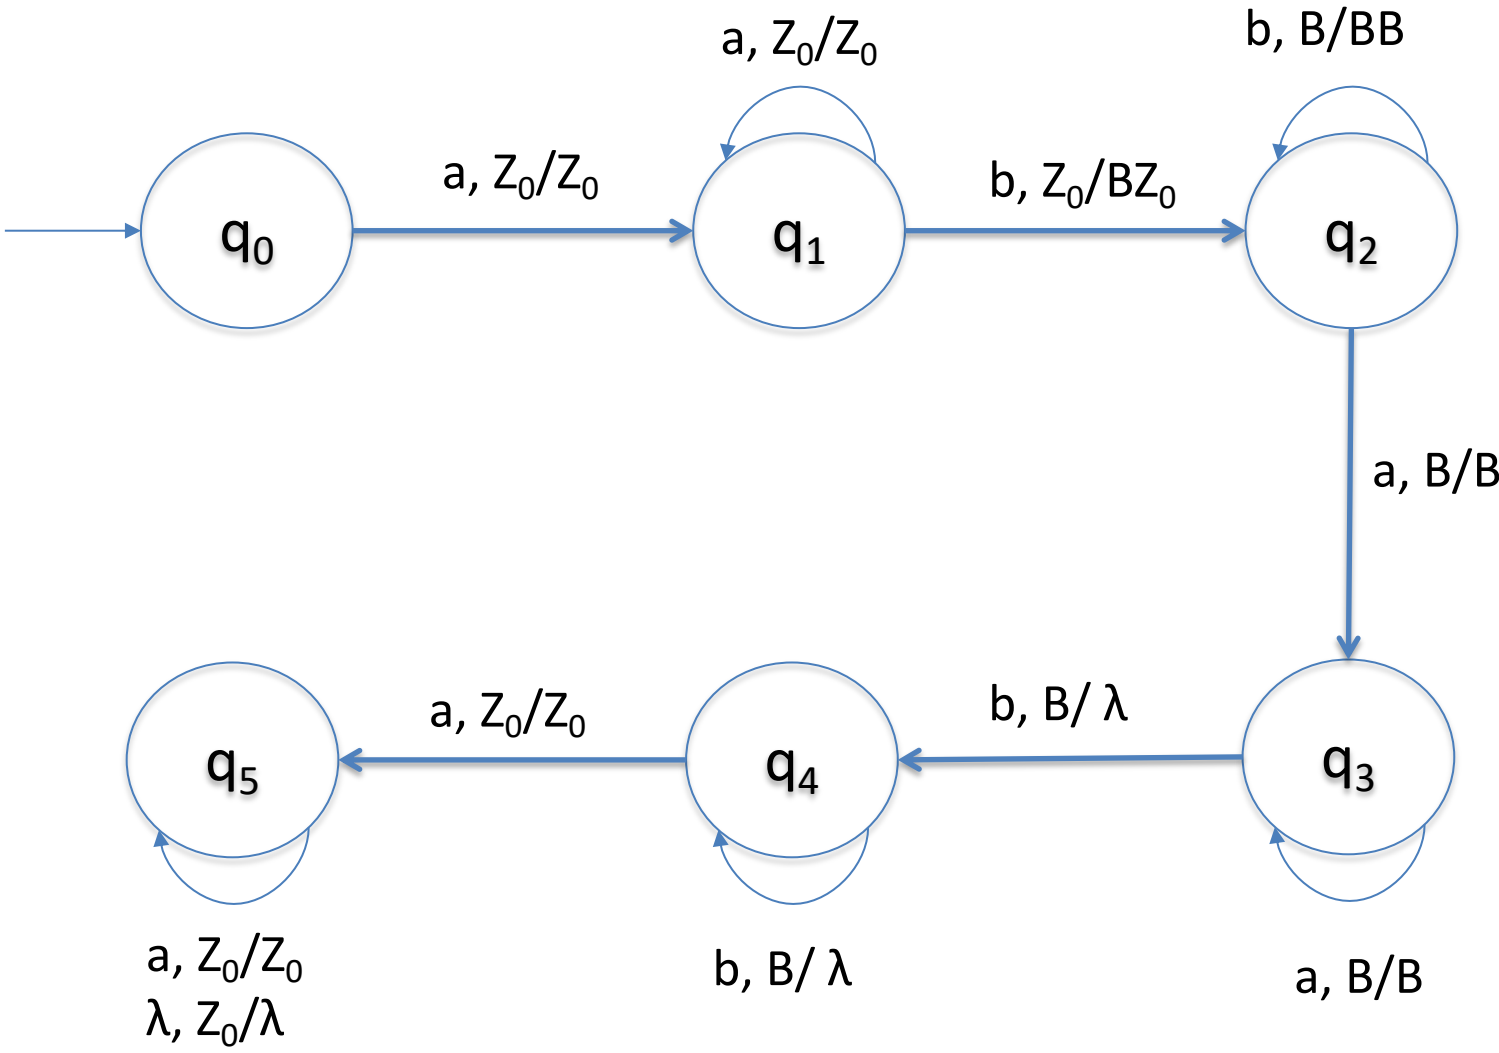 a, Z₀/Z₀
b, B/BB
a, Z₀/Z₀
b, Z₀/BZ₀
q₀
q₁
q₂
a, B/B
a, Z₀/Z₀
b, B/ λ
q₅
q₄
q₃
a, Z₀/Z₀
λ, Z₀/λ
b, B/ λ
a, B/B